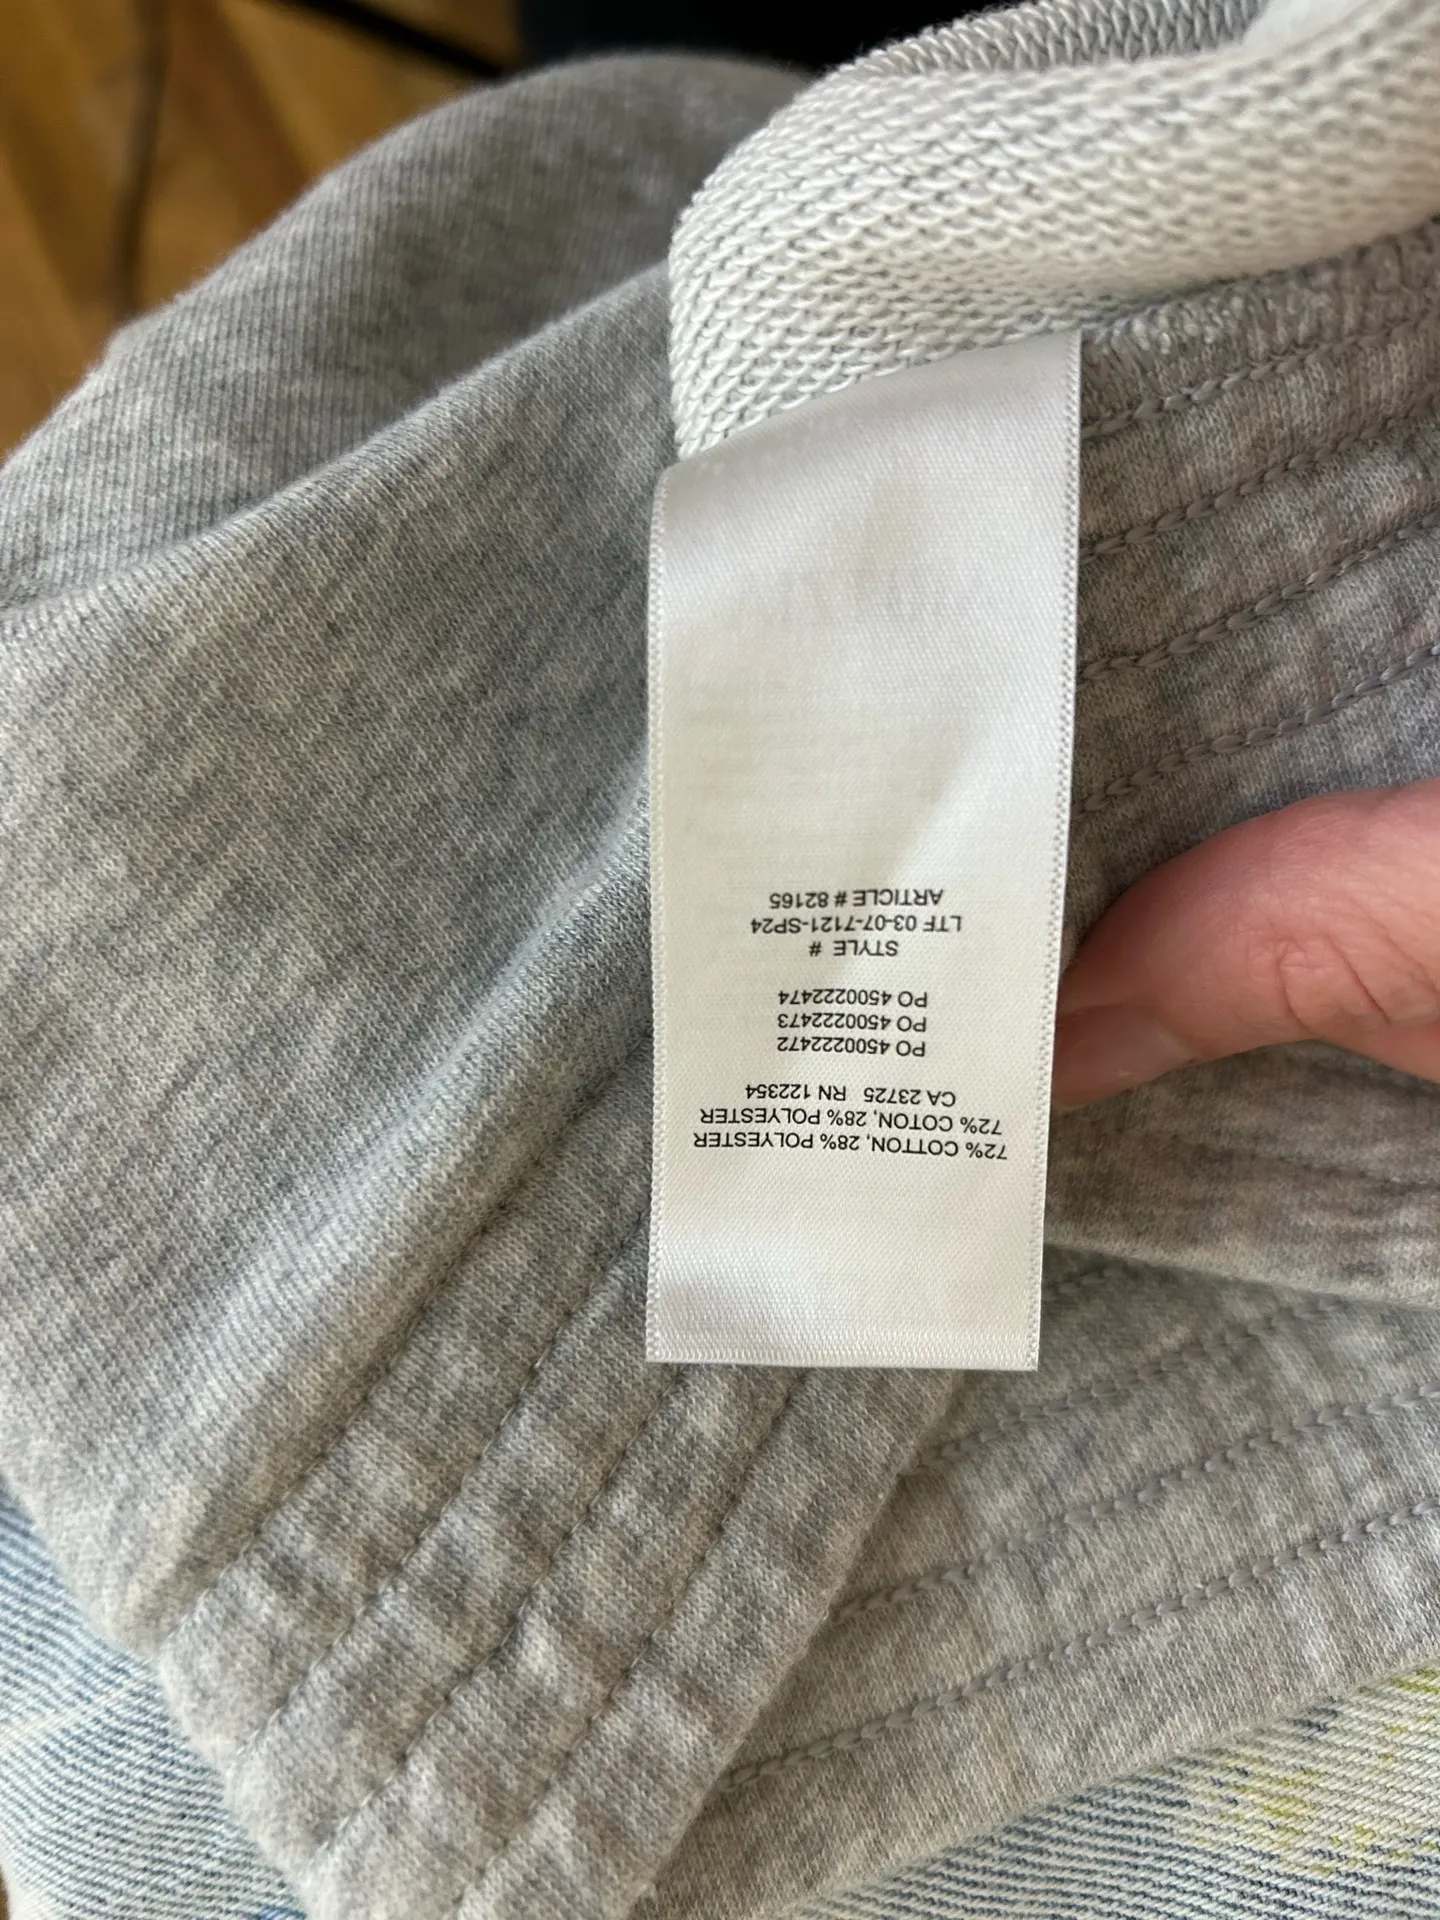 72% COTTON, 28% POLYESTER
72% COTON, 28% POLYESTER
CA 23725 RN 122354
PO 4500222472
PO 4500222473
PO 4500222474
STYLE #
LTF 03-07-7121-SP24
ARTICLE # 82165